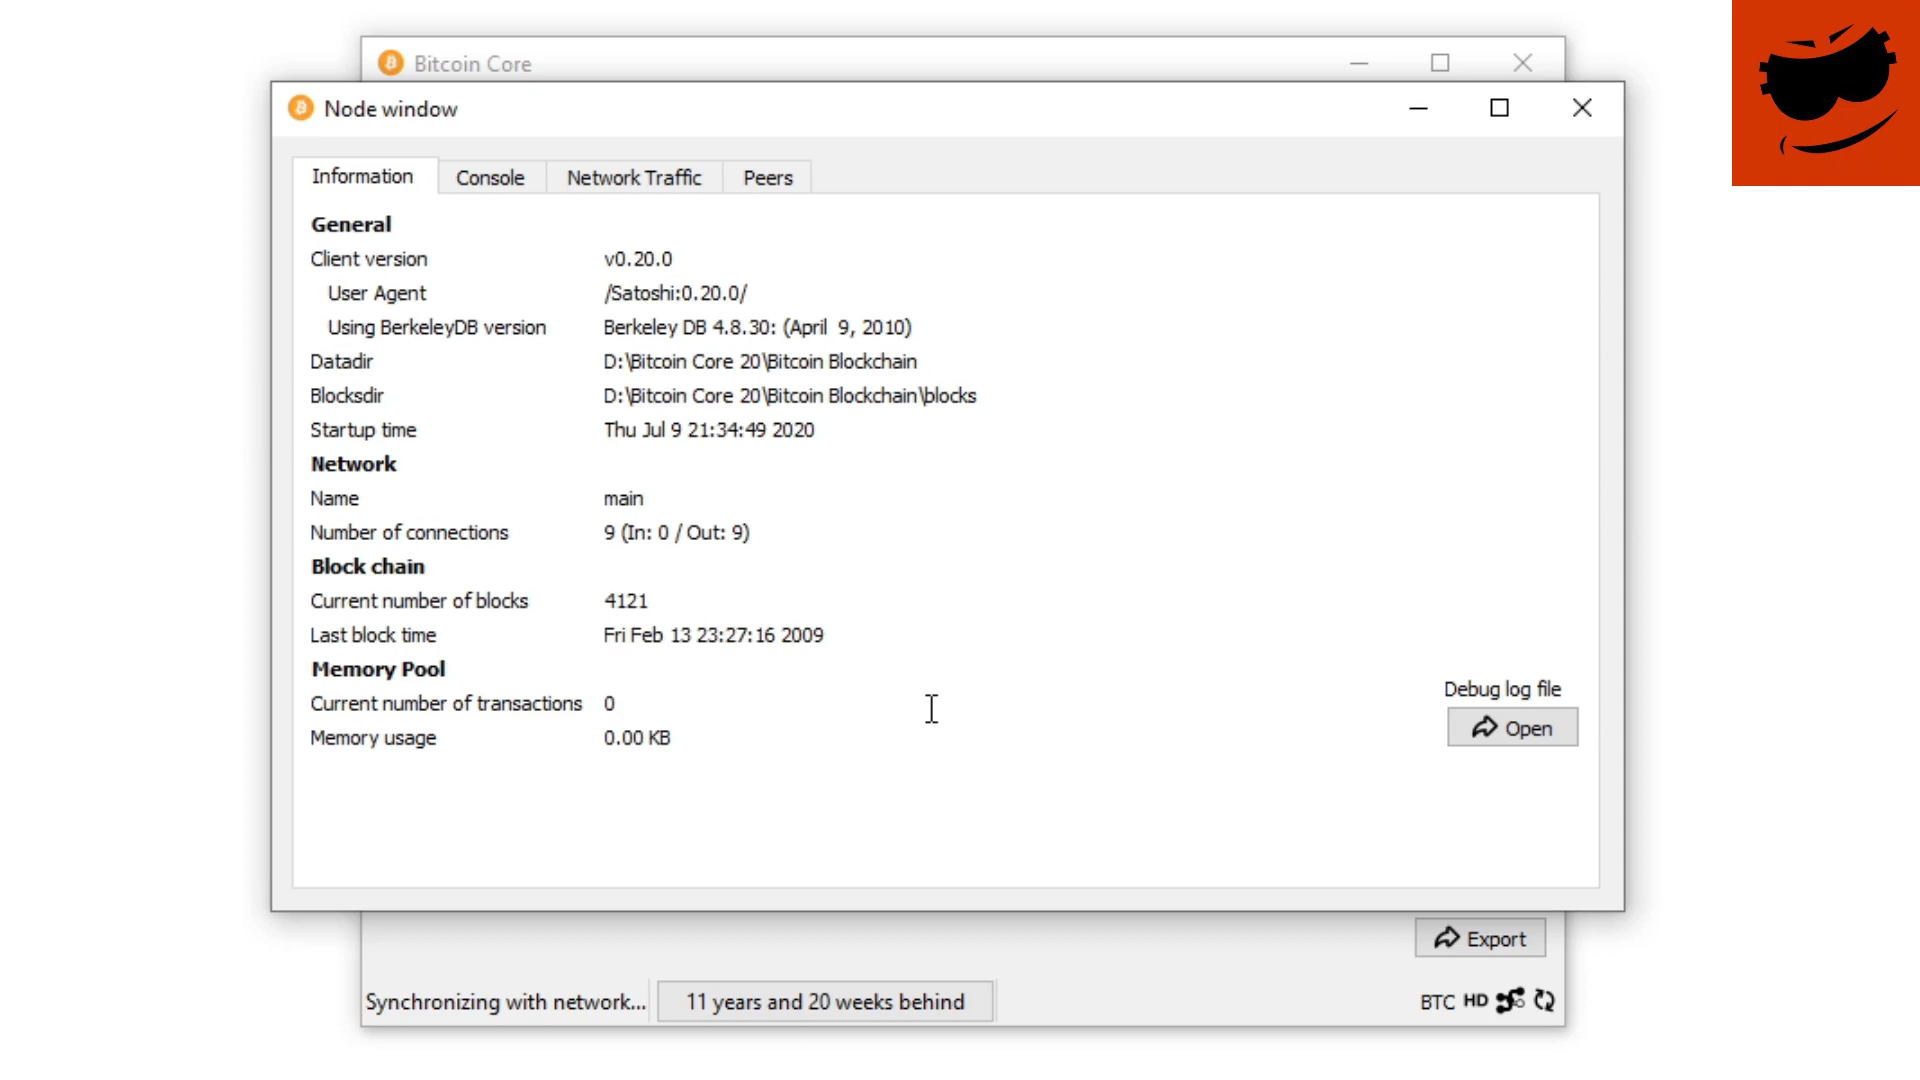 Bitcoin Core
Node window
Information Console Network Traffic Peers
General
Client version v0.20.0
User Agent /Satoshi:0.20.0/
Using BerkeleyDB version Berkeley DB 4.8.30: (April  9, 2010)
Datadir D:\Bitcoin Core 20\Bitcoin Blockchain
Blocksdir D:\Bitcoin Core 20\Bitcoin Blockchain\blocks
Startup time Thu Jul 9 21:34:49 2020
Network
Name main
Number of connections 9 (In: 0 / Out: 9)
Block chain
Current number of blocks 4121
Last block time Fri Feb 13 23:27:16 2009
Memory Pool
Current number of transactions 0
Memory usage 0.00 KB
Debug log file
Open
Export
Synchronizing with network... 11 years and 20 weeks behind BTC HD